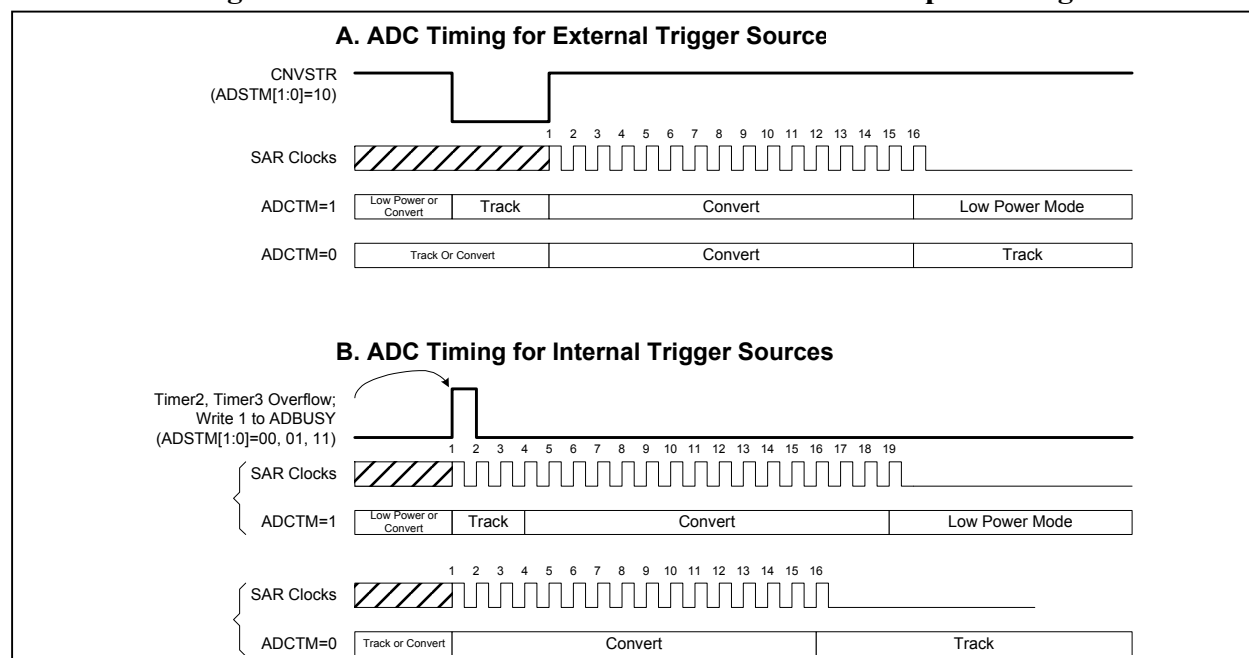 A. ADC Timing for External Trigger Source
CNVSTR
(ADSTM[1:0]=10)
1 2 3 4 5 6 7 8 9 10 11 12 13 14 15 16
SAR Clocks
ADCTM=1
Low Power or
Convert
Track
Convert
Low Power Mode
ADCTM=0
Track Or Convert
Convert
Track
B. ADC Timing for Internal Trigger Sources
Timer2, Timer3 Overflow;
Write 1 to ADBUSY
(ADSTM[1:0]=00, 01, 11)
1 2 3 4 5 6 7 8 9 10 11 12 13 14 15 16 17 18 19
SAR Clocks
ADCTM=1
Low Power or
Convert
Track
Convert
Low Power Mode
1 2 3 4 5 6 7 8 9 10 11 12 13 14 15 16
SAR Clocks
ADCTM=0
Track or Convert
Convert
Track